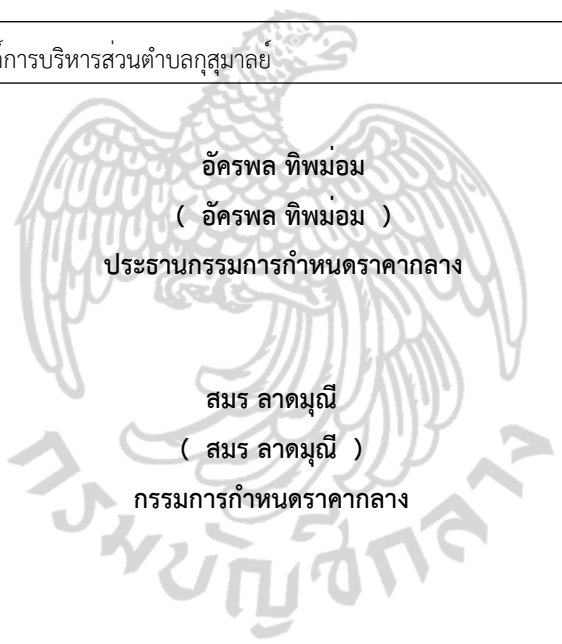 การบริหารส่วนตำบลกุสุมาลย์
อัครพล ทิพม่อม
( อัครพล ทิพม่อม )
ประธานกรรมการกำหนดราคากลาง
สมร ลาดมุณี
( สมร ลาดมุณี )
กรรมการกำหนดราคากลาง
กรมบัญชีกลาง